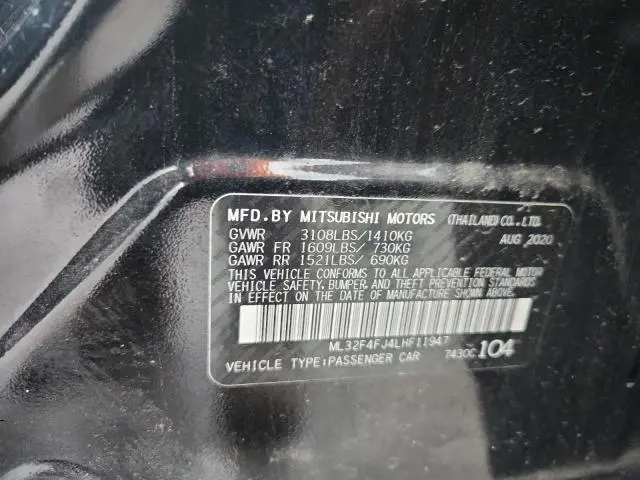 MFD.BY MITSUBISHI MOTORS (THAILAND)CO.,LTD.
GVWR 3108LBS/1410KG AUG 2020
GAWR FR 1609LBS/ 730KG
GAWR RR 1521LBS/ 690KG
THIS VEHICLE CONFORMS TO ALL APPLICABLE FEDERAL MOTOR
VEHICLE SAFETY, BUMPER, AND THEFT PREVENTION STANDARDS
IN EFFECT ON THE DATE OF MANUFACTURE SHOWN ABOVE.
ML32F4FJ4LHF11947
VEHICLE TYPE:PASSENGER CAR 7430C 104